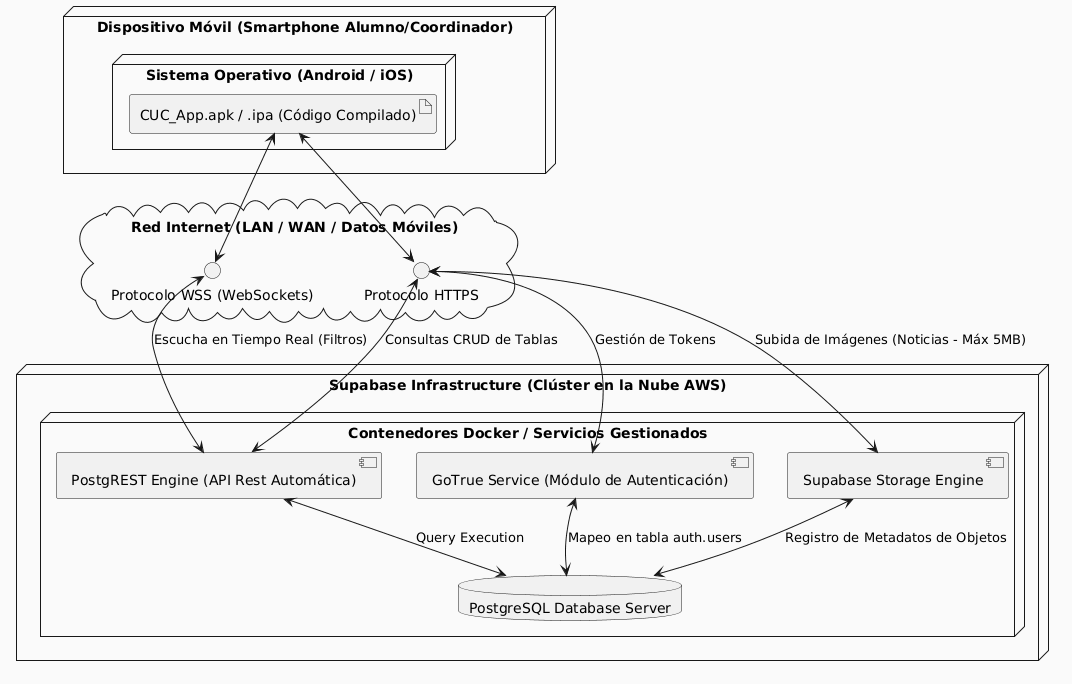 Dispositivo Móvil (Smartphone Alumno/Coordinador)
Sistema Operativo (Android / iOS)
CUC_App.apk / .ipa (Código Compilado)
Red Internet (LAN / WAN / Datos Móviles)
Protocolo WSS (WebSockets)
Protocolo HTTPS
Escucha en Tiempo Real (Filtros)
Consultas CRUD de Tablas
Gestión de Tokens
Subida de Imágenes (Noticias - Máx 5MB)
Supabase Infrastructure (Clúster en la Nube AWS)
Contenedores Docker / Servicios Gestionados
PostgREST Engine (API Rest Automática)
GoTrue Service (Módulo de Autenticación)
Supabase Storage Engine
Query Execution
Mapeo en tabla auth.users
Registro de Metadatos de Objetos
PostgreSQL Database Server